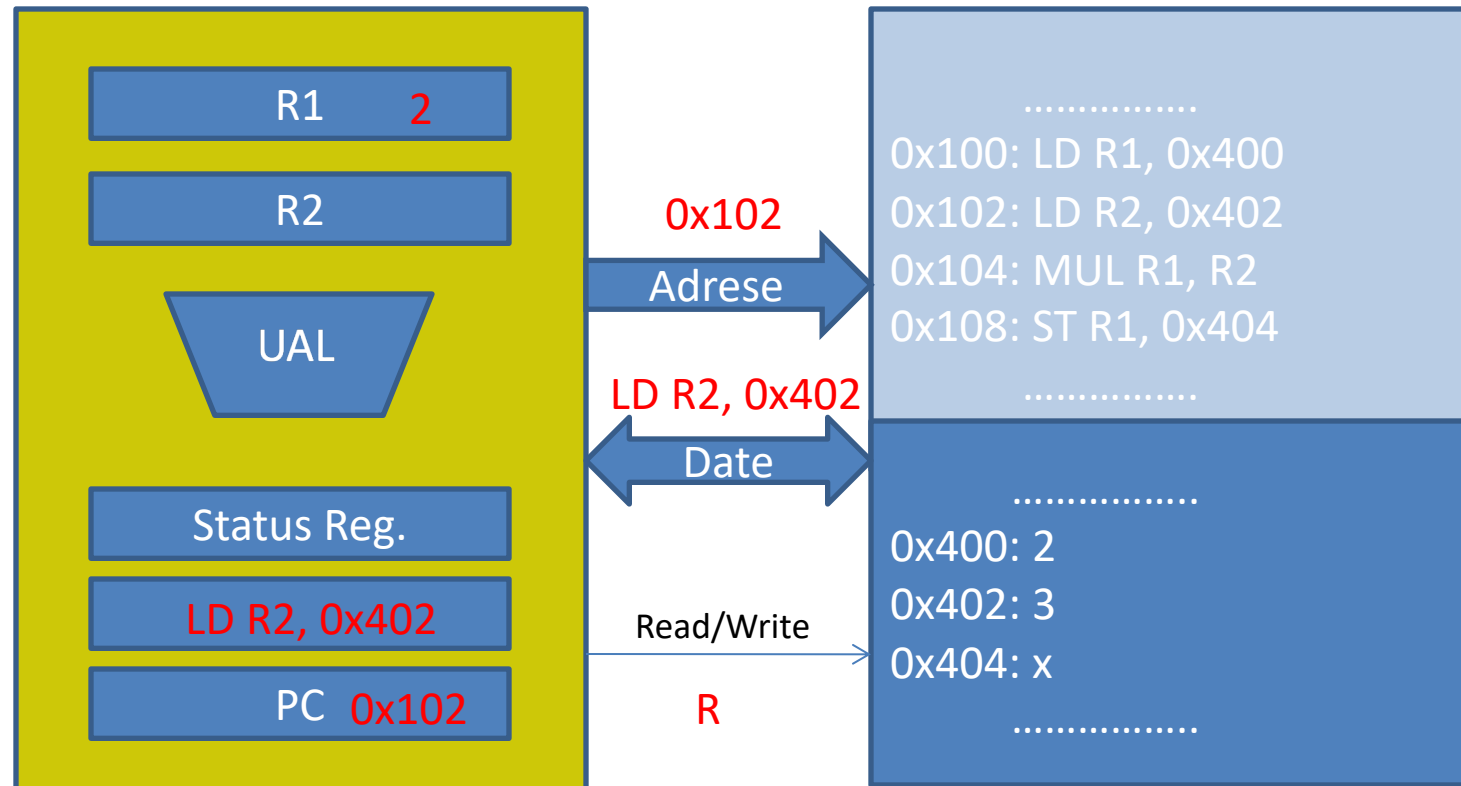 R1 2
R2
UAL
Status Reg.
LD R2, 0x402
PC 0x102
0x102
Adrese
LD R2, 0x402
Date
Read/Write
R
................
0x100: LD R1, 0x400
0x102: LD R2, 0x402
0x104: MUL R1, R2
0x108: ST R1, 0x404
................
..................
0x400: 2
0x402: 3
0x404: x
..................